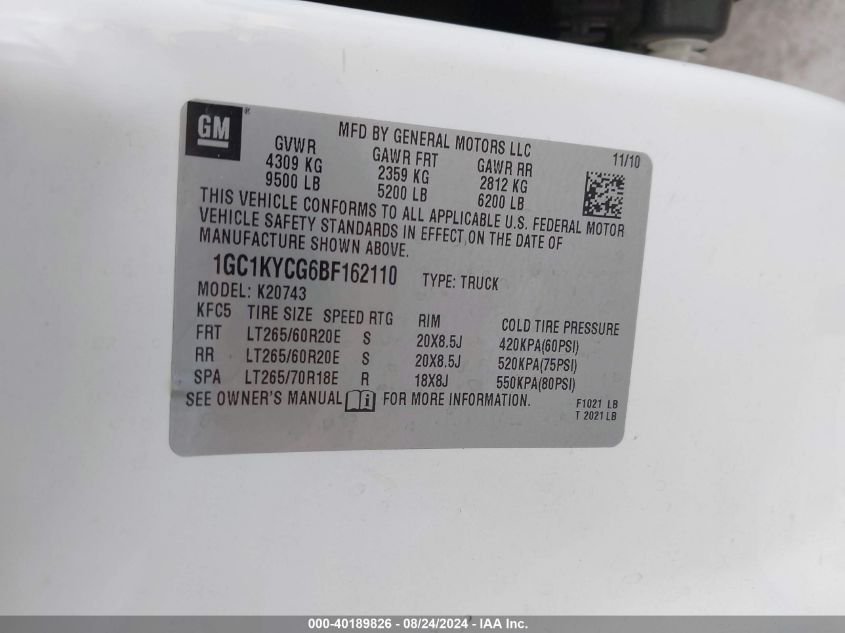 GM ®
MFD BY GENERAL MOTORS LLC 11/10
GVWR GAWR FRT GAWR RR
4309 KG 2359 KG 2812 KG
9500 LB 5200 LB 6200 LB
THIS VEHICLE CONFORMS TO ALL APPLICABLE U.S. FEDERAL MOTOR
VEHICLE SAFETY STANDARDS IN EFFECT ON THE DATE OF
MANUFACTURE SHOWN ABOVE.
1GC1KYCG6BF162110 TYPE: TRUCK
MODEL: K20743
KFC5 TIRE SIZE SPEED RTG RIM COLD TIRE PRESSURE
FRT LT265/60R20E S 20X8.5J 420KPA(60PSI)
RR LT265/60R20E S 20X8.5J 520KPA(75PSI)
SPA LT265/70R18E R 18X8J 550KPA(80PSI)
SEE OWNER'S MANUAL i FOR MORE INFORMATION.
F1021 LB
T 2021 LB
000-40189826 - 08/24/2024 - IAA Inc.